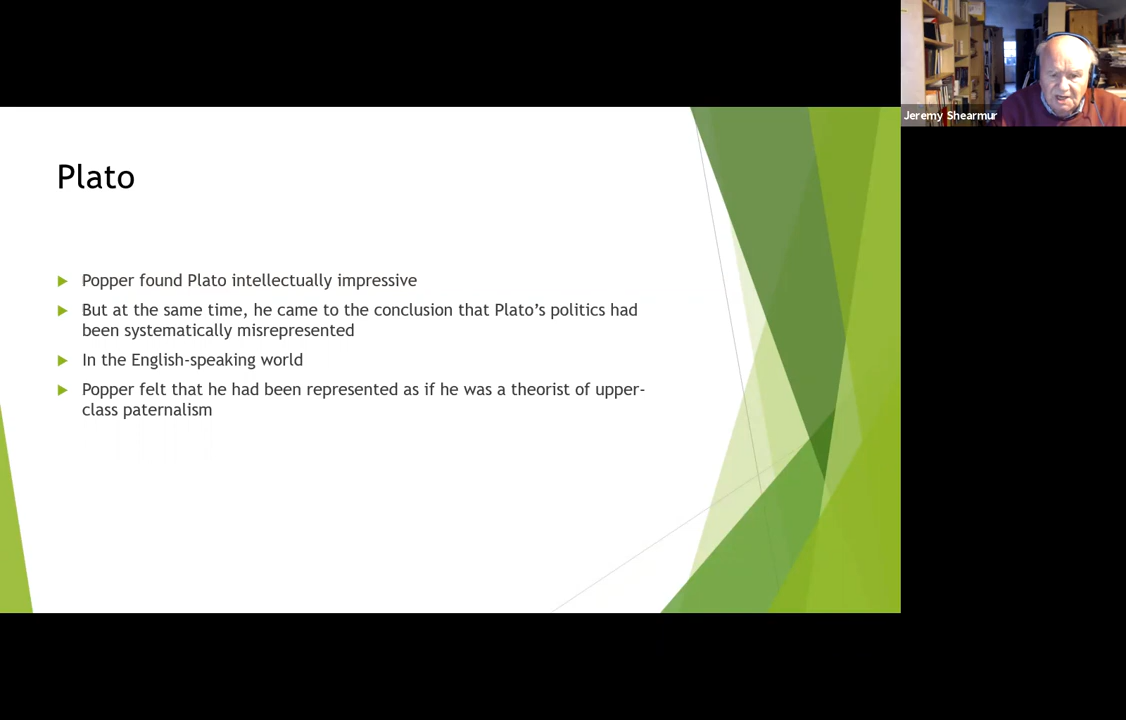 Jeremy Shearmur
Plato
Popper found Plato intellectually impressive
But at the same time, he came to the conclusion that Plato’s politics had
been systematically misrepresented
In the English-speaking world
Popper felt that he had been represented as if he was a theorist of upper-
class paternalism